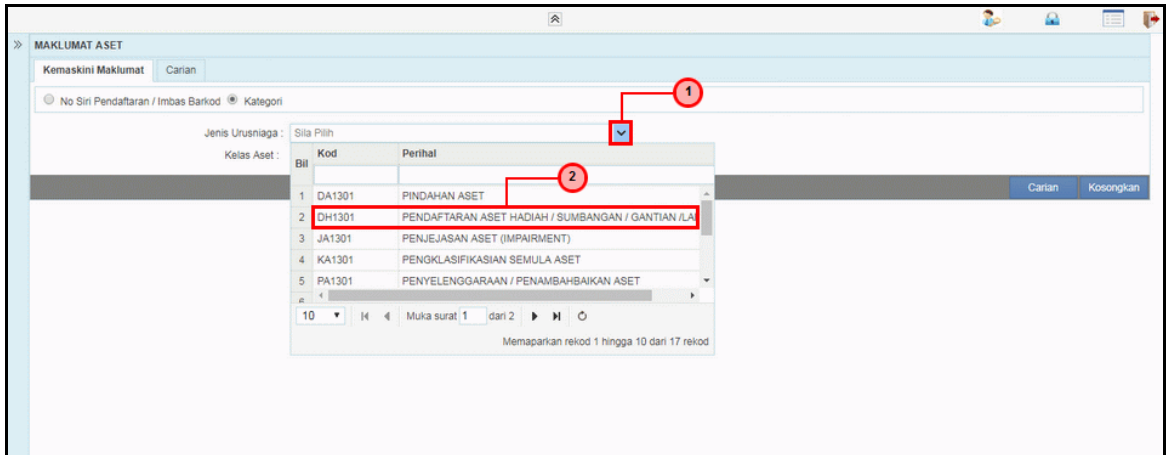 MAKLUMAT ASET
Kemaskini Maklumat Carian
No Siri Pendaftaran / Imbas Barkod Kategori
1
Jenis Urusniaga : Sila Pilih
Kelas Aset :
Bil Kod Perihal
2
1 DA1301 PINDAHAN ASET
Carian Kosongkan
2 DH1301 PENDAFTARAN ASET HADIAH / SUMBANGAN / GANTIAN /LAI
3 JA1301 PENJEJASAN ASET (IMPAIRMENT)
4 KA1301 PENGKLASIFIKASIAN SEMULA ASET
5 PA1301 PENYELENGGARAAN / PENAMBAHBAIKAN ASET
10 Muka surat 1 dari 2
Memaparkan rekod 1 hingga 10 dari 17 rekod